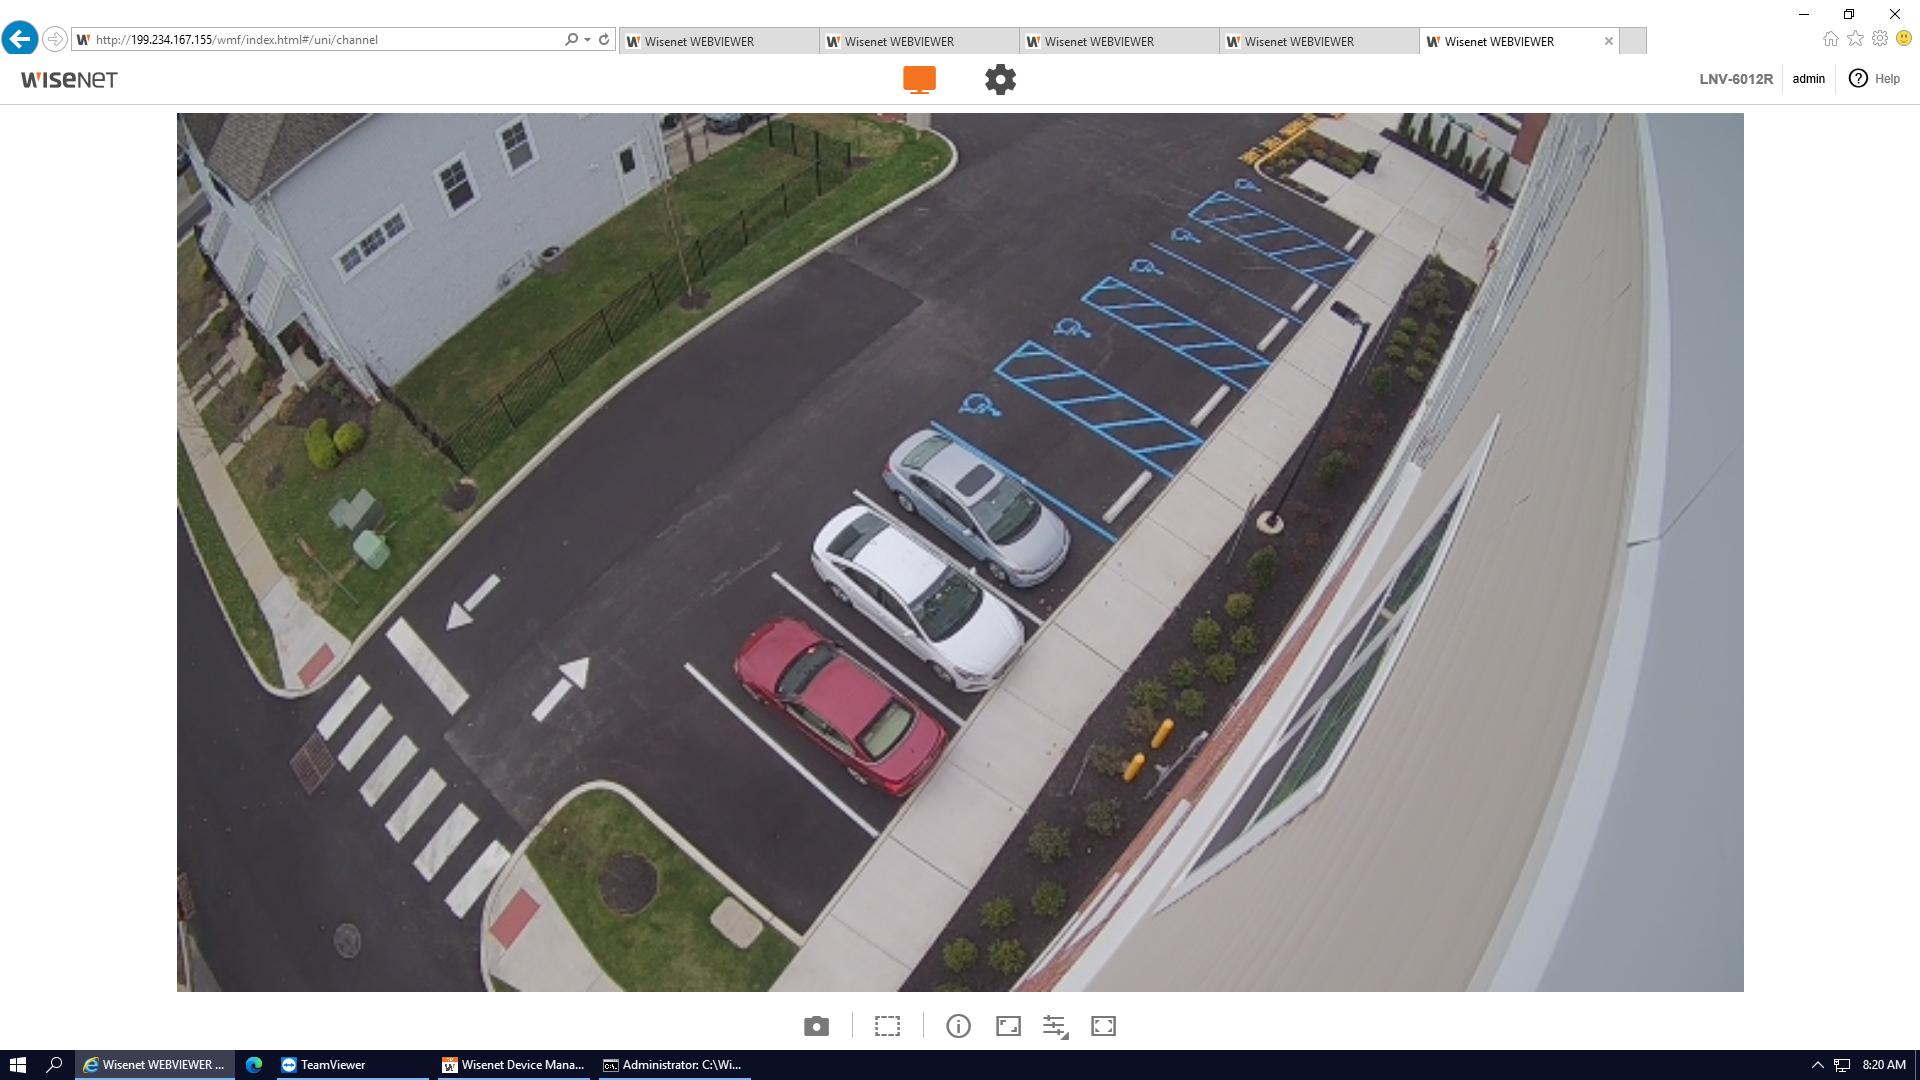 http://199.234.167.155/wmf/index.html#/uni/channel
Wisenet WEBVIEWER
Wisenet WEBVIEWER
Wisenet WEBVIEWER
Wisenet WEBVIEWER
Wisenet WEBVIEWER
WISENET
LNV-6012R
admin
Help
Wisenet WEBVIEWER ...
TeamViewer
Wisenet Device Mana...
Administrator: C:\Wi...
8:20 AM